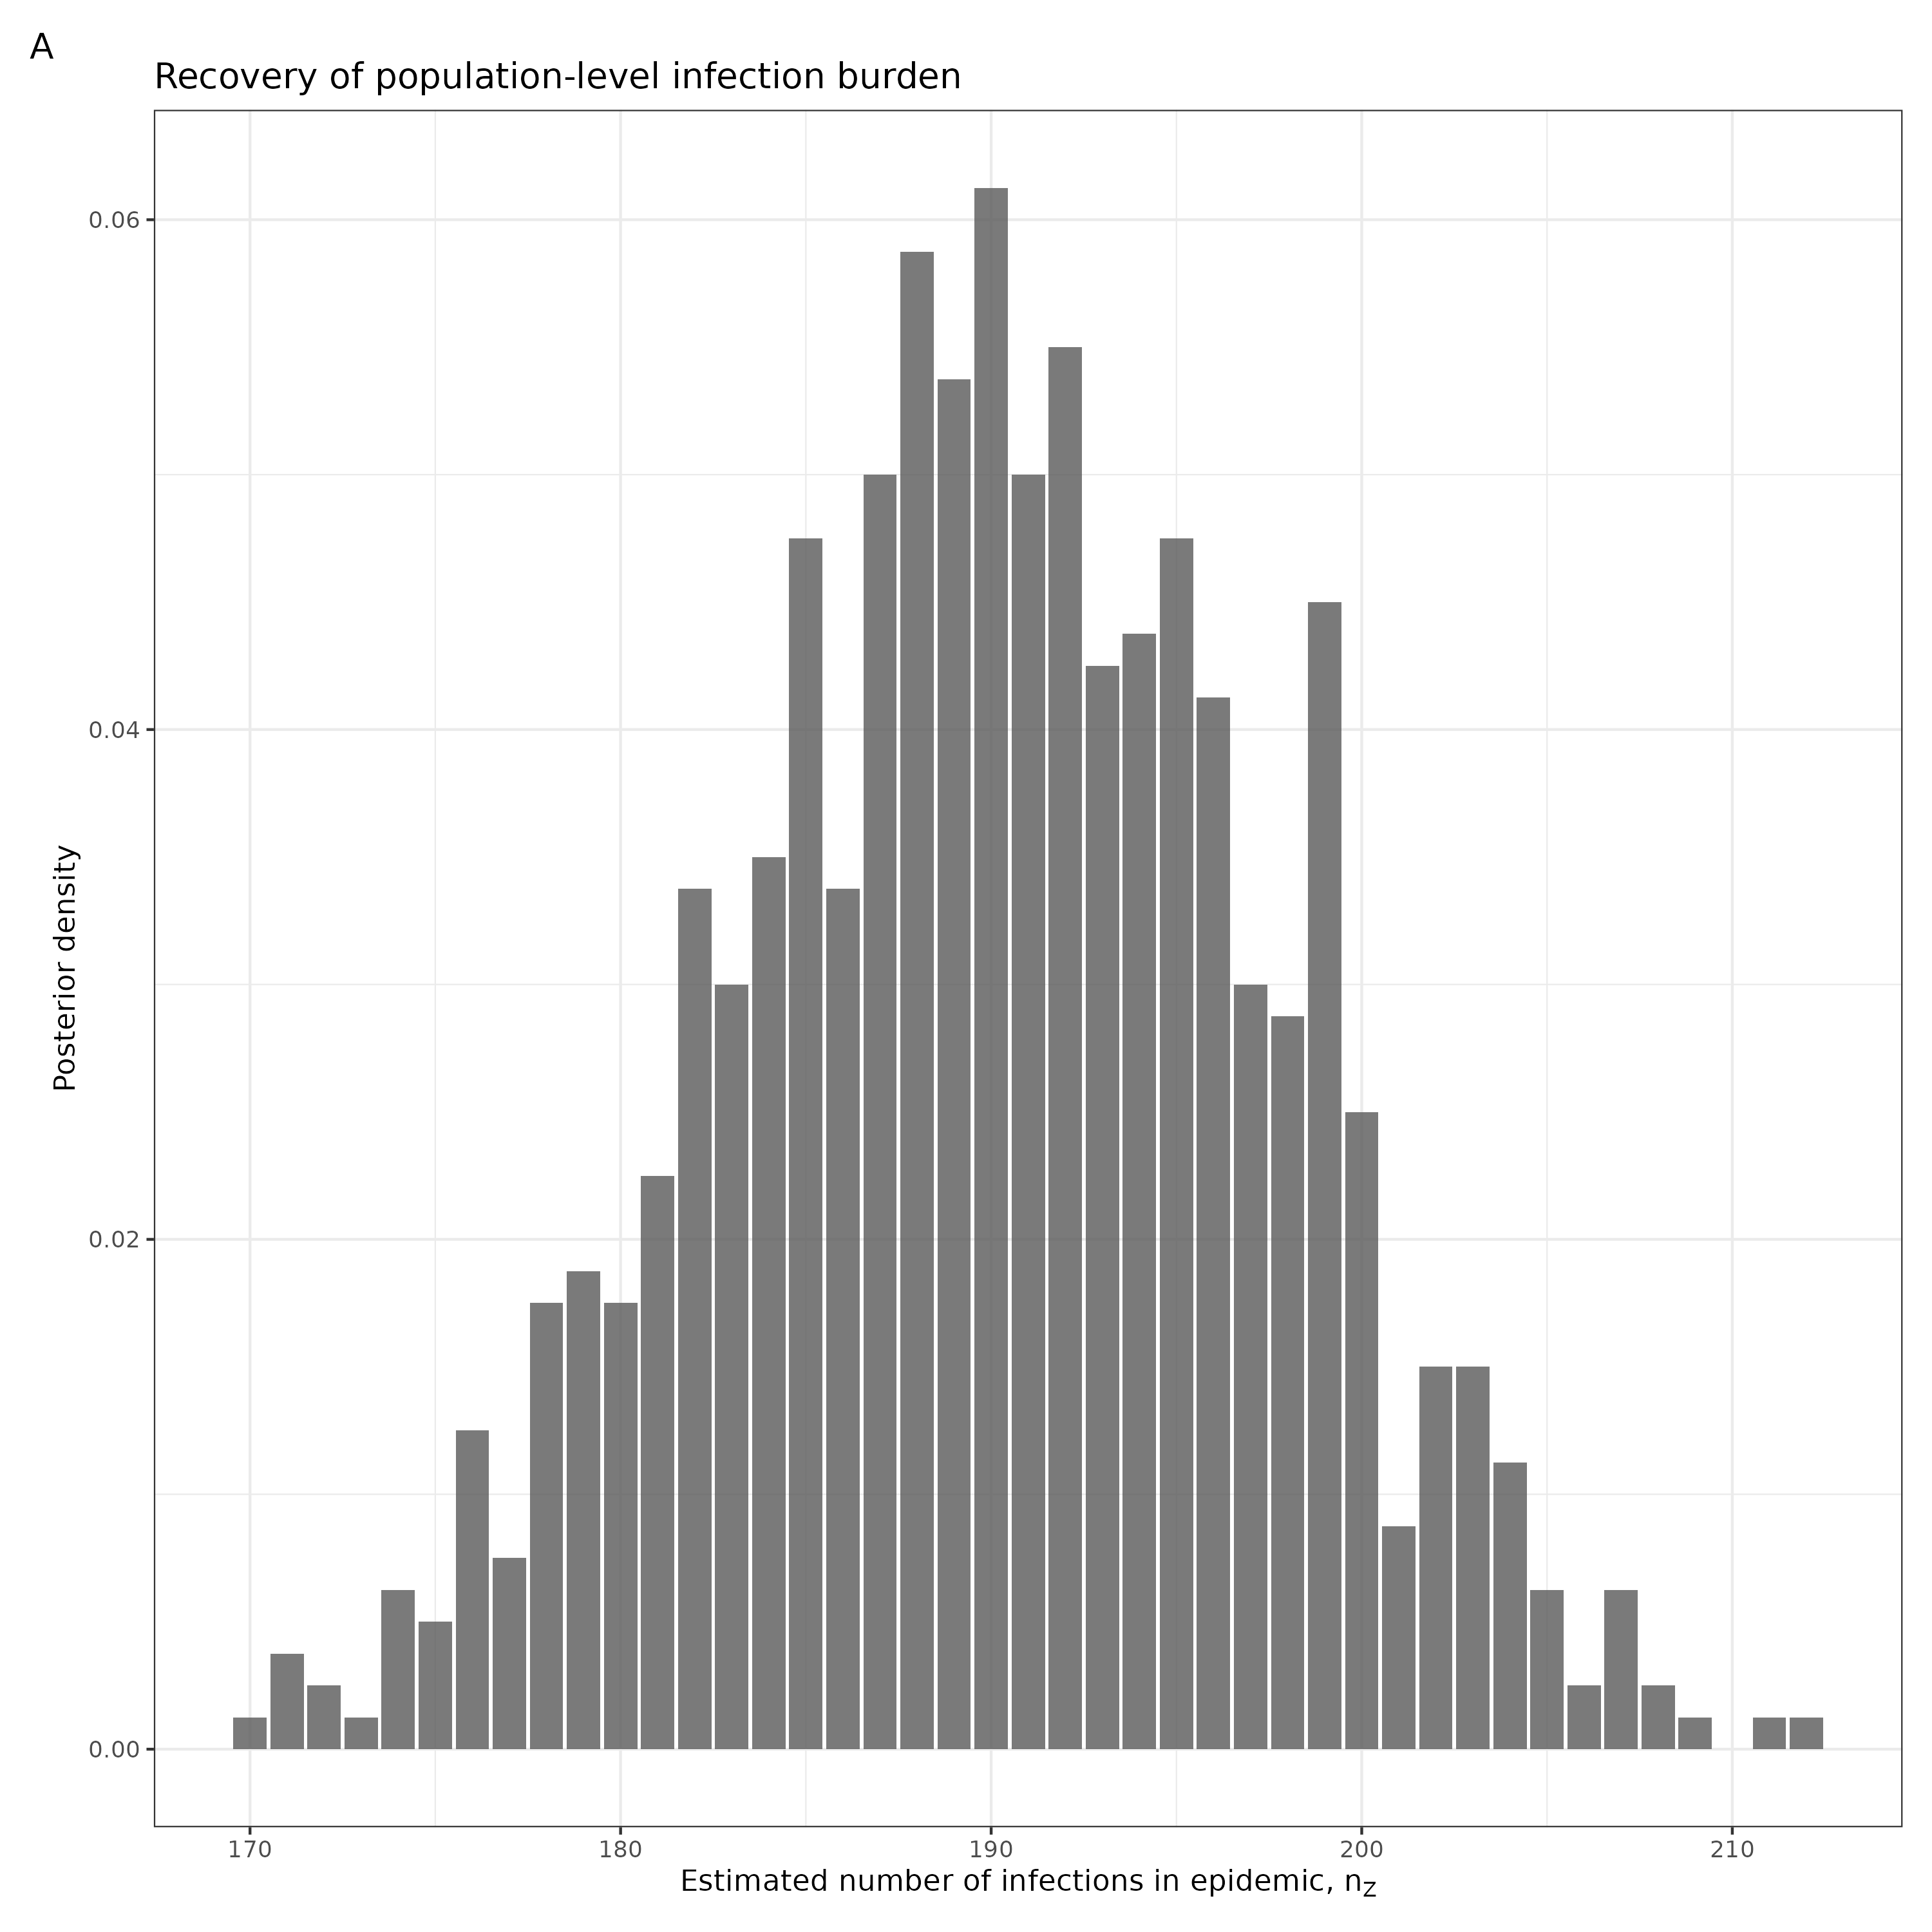 A
Recovery of population-level infection burden
0.06
0.04
0.02
0.00
Posterior density
170 180 190 200 210
Estimated number of infections in epidemic, nZ